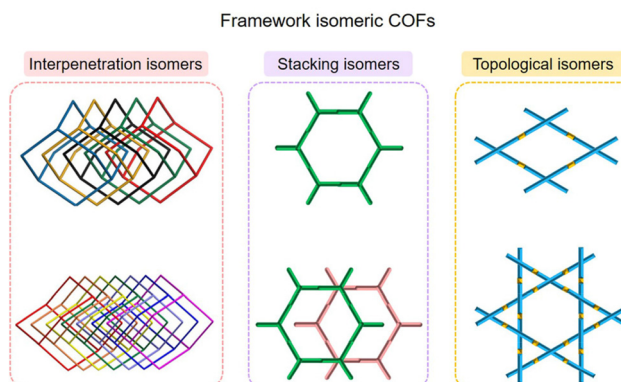 Framework isomeric COFs
Interpenetration isomers
Stacking isomers
Topological isomers